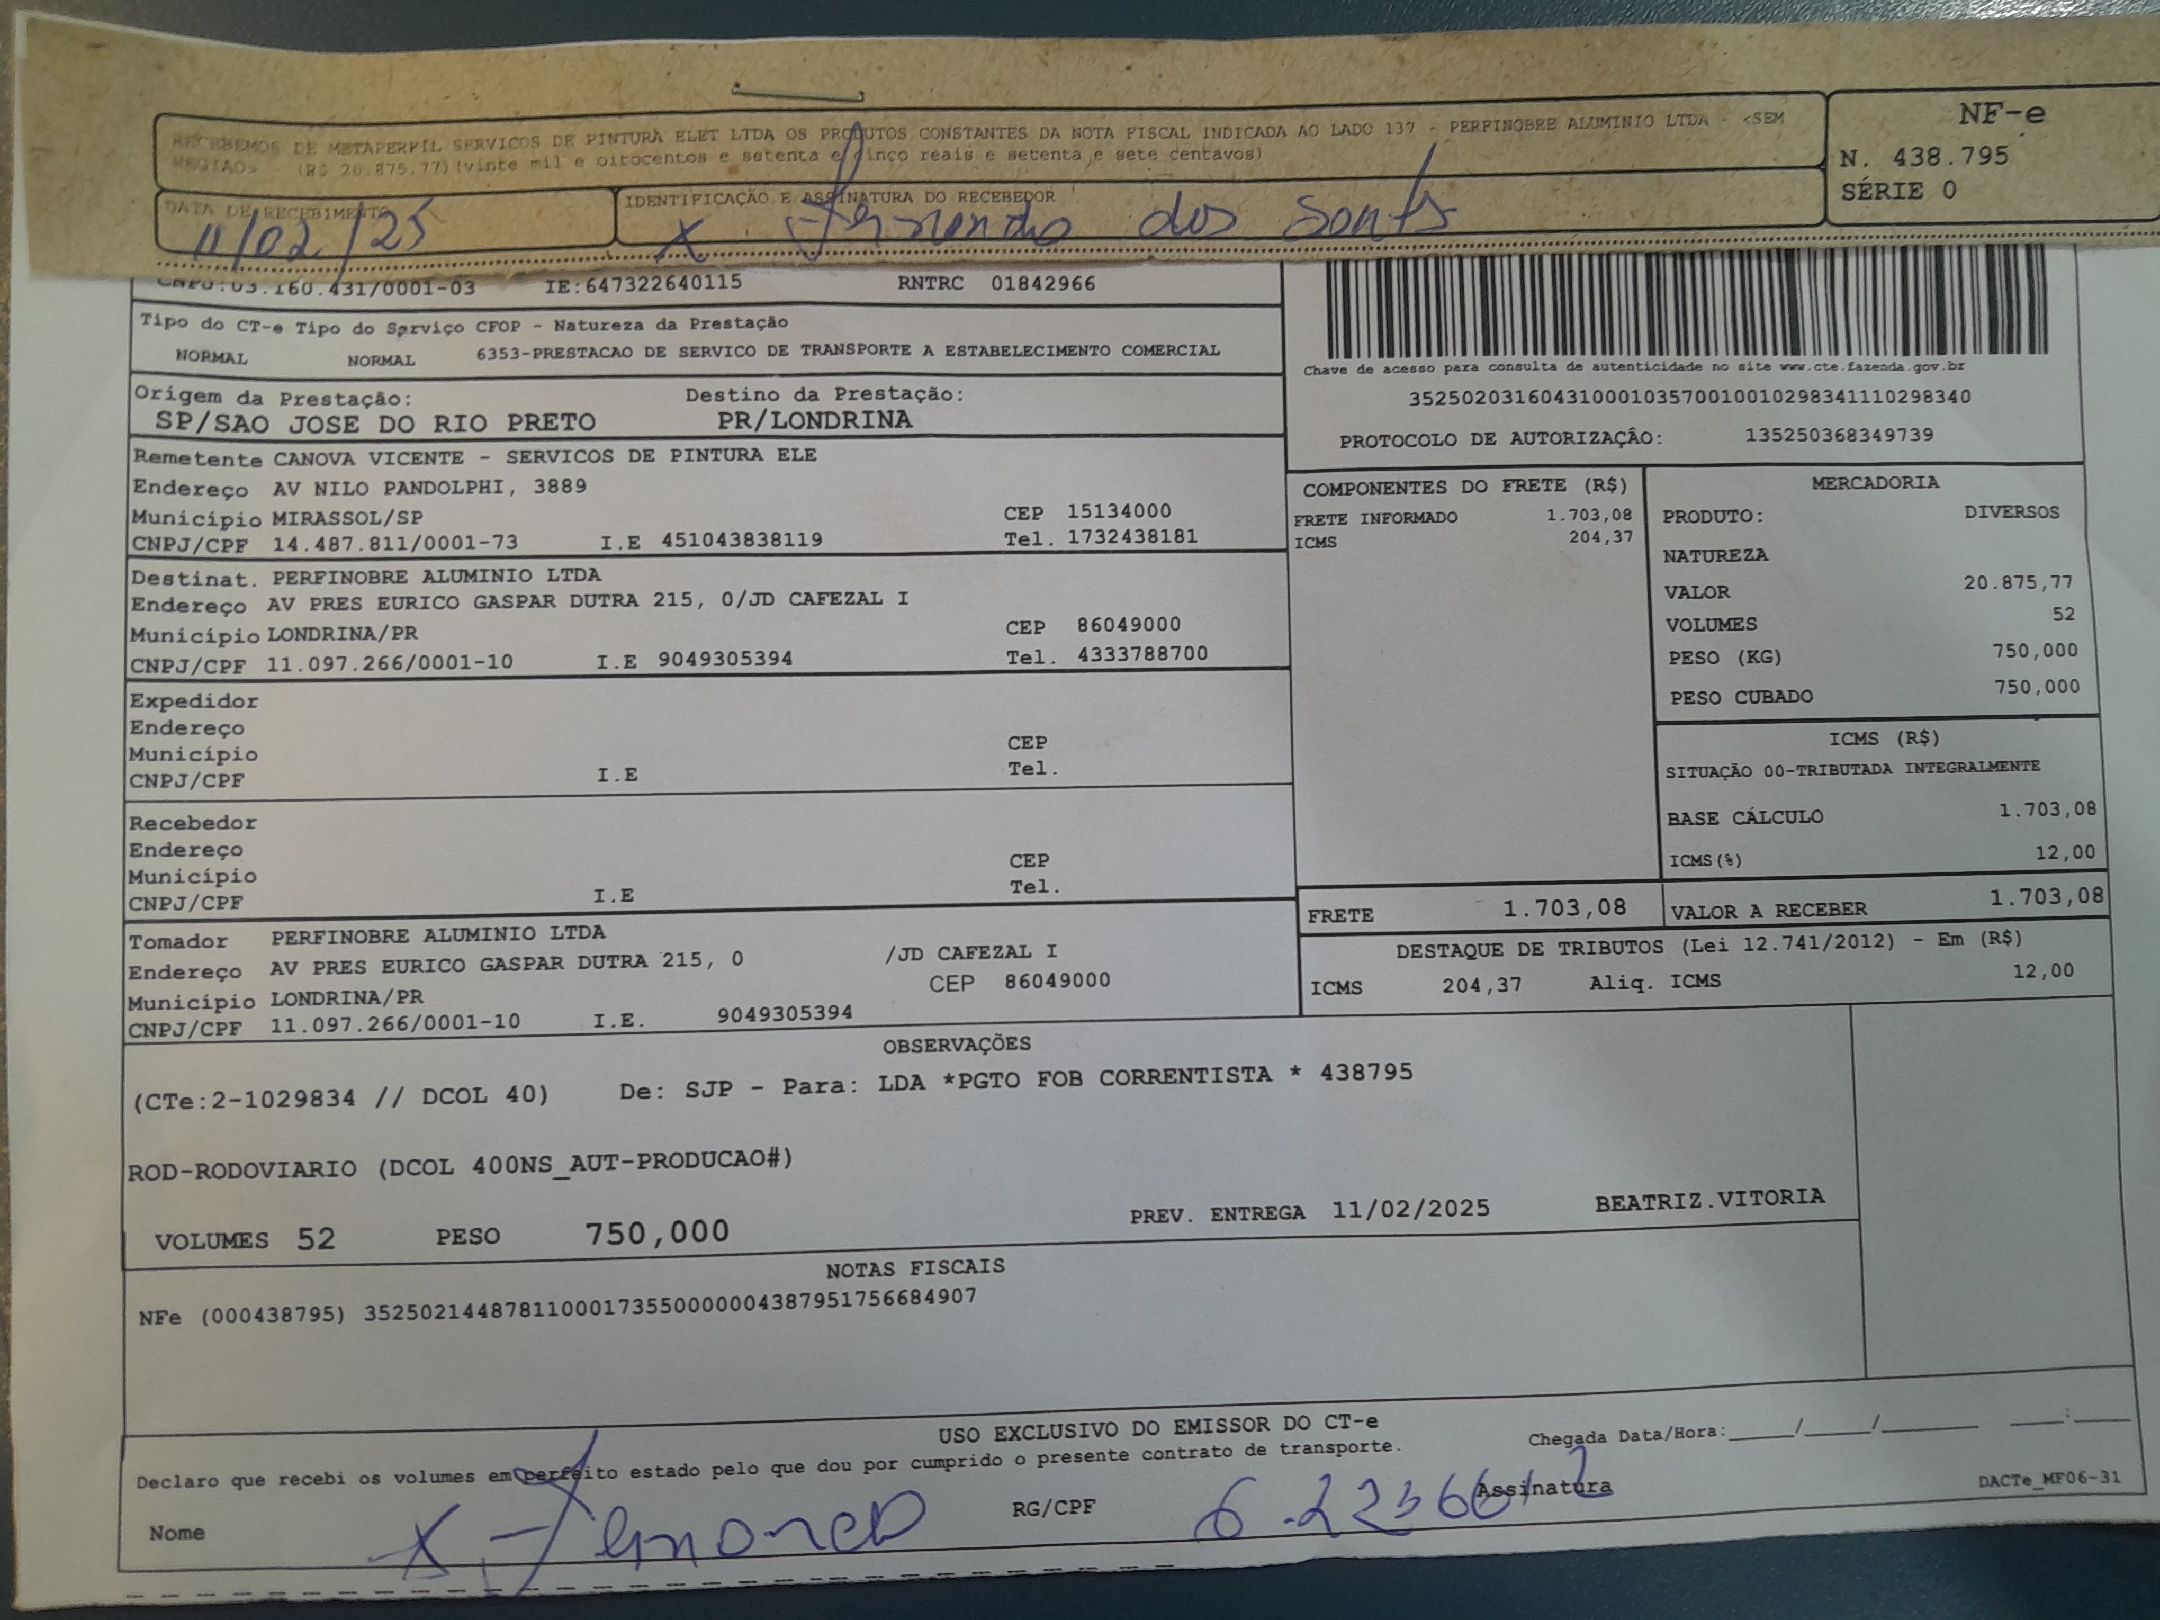 RECEBEMOS DE METAPERFIL SERVICOS DE PINTURA ELET LTDA OS PRODUTOS CONSTANTES DA NOTA FISCAL INDICADA AO LADO 137 - PERFINOBRE ALUMINIO LTDA - <SEM
REGIAO> (R$ 20.875,77)(vinte mil e oitocentos e setenta e cinco reais e setenta e sete centavos)
NF-e
N. 438.795
SÉRIE 0
DATA DE RECEBIMENTO
11/02/25
IDENTIFICAÇÃO E ASSINATURA DO RECEBEDOR
X Fernando dos Santos
CNPJ:03.160.431/0001-03 IE:647322640115 RNTRC 01842966
Tipo do CT-e Tipo do Serviço CFOP - Natureza da Prestação
NORMAL NORMAL 6353-PRESTACAO DE SERVICO DE TRANSPORTE A ESTABELECIMENTO COMERCIAL
Origem da Prestação: Destino da Prestação:
SP/SAO JOSE DO RIO PRETO PR/LONDRINA
Chave de acesso para consulta de autenticidade no site www.cte.fazenda.gov.br
35250203160431000103570010010298341110298340
PROTOCOLO DE AUTORIZAÇÃO: 135250368349739
Remetente CANOVA VICENTE - SERVICOS DE PINTURA ELE
Endereço AV NILO PANDOLPHI, 3889
Município MIRASSOL/SP CEP 15134000
CNPJ/CPF 14.487.811/0001-73 I.E 451043838119 Tel. 1732438181
Destinat. PERFINOBRE ALUMINIO LTDA
Endereço AV PRES EURICO GASPAR DUTRA 215, 0/JD CAFEZAL I
Município LONDRINA/PR CEP 86049000
CNPJ/CPF 11.097.266/0001-10 I.E 9049305394 Tel. 4333788700
Expedidor
Endereço
Município CEP
CNPJ/CPF I.E Tel.
Recebedor
Endereço
Município CEP
CNPJ/CPF I.E Tel.
Tomador PERFINOBRE ALUMINIO LTDA
Endereço AV PRES EURICO GASPAR DUTRA 215, 0 /JD CAFEZAL I
Município LONDRINA/PR CEP 86049000
CNPJ/CPF 11.097.266/0001-10 I.E. 9049305394
COMPONENTES DO FRETE (R$)
FRETE INFORMADO 1.703,08
ICMS 204,37
MERCADORIA
PRODUTO: DIVERSOS
NATUREZA
VALOR 20.875,77
VOLUMES 52
PESO (KG) 750,000
PESO CUBADO 750,000
ICMS (R$)
SITUAÇÃO 00-TRIBUTADA INTEGRALMENTE
BASE CÁLCULO 1.703,08
ICMS(%) 12,00
FRETE 1.703,08 VALOR A RECEBER 1.703,08
DESTAQUE DE TRIBUTOS (Lei 12.741/2012) - Em (R$)
ICMS 204,37 Aliq. ICMS 12,00
OBSERVAÇÕES
(CTe:2-1029834 // DCOL 40) De: SJP - Para: LDA *PGTO FOB CORRENTISTA * 438795
ROD-RODOVIARIO (DCOL 400NS_AUT-PRODUCAO#)
VOLUMES 52 PESO 750,000 PREV. ENTREGA 11/02/2025 BEATRIZ.VITORIA
NOTAS FISCAIS
NFe (000438795) 35250214487811000173550000004387951756684907
USO EXCLUSIVO DO EMISSOR DO CT-e
Declaro que recebi os volumes em perfeito estado pelo que dou por cumprido o presente contrato de transporte.
Chegada Data/Hora:_____/_____/_______ ____:____
Nome X Fernando RG/CPF Assinatura
DACTe_MF06-31